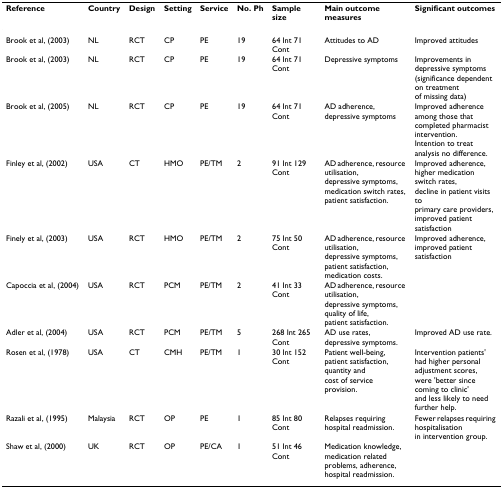 Reference Country Design Setting Service No. Ph Sample size Main outcome measures Significant outcomes
Brook et al, (2003) NL RCT CP PE 19 64 Int 71 Cont Attitudes to AD Improved attitudes
Brook et al, (2003) NL RCT CP PE 19 64 Int 71 Cont Depressive symptoms Improvements in depressive symptoms (significance dependent on treatment of missing data)
Brook et al, (2005) NL RCT CP PE 19 64 Int 71 Cont AD adherence, depressive symptoms Improved adherence among those that completed pharmacist intervention. Intention to treat analysis no difference.
Finley et al, (2002) USA CT HMO PE/TM 2 91 Int 129 Cont AD adherence, resource utilisation, depressive symptoms, medication switch rates, patient satisfaction. Improved adherence, higher medication switch rates, decline in patient visits to primary care providers, improved patient satisfaction
Finely et al, (2003) USA RCT HMO PE/TM 2 75 Int 50 Cont AD adherence, resource utilisation, depressive symptoms, patient satisfaction, medication costs. Improved adherence, improved patient satisfaction
Capoccia et al, (2004) USA RCT PCM PE/TM 2 41 Int 33 Cont AD adherence, resource utilisation, depressive symptoms, quality of life, patient satisfaction.
Adler et al, (2004) USA RCT PCM PE/TM 5 268 Int 265 Cont AD use rates, depressive symptoms. Improved AD use rate.
Rosen et al, (1978) USA CT CMH PE/TM 1 30 Int 152 Cont Patient well-being, patient satisfaction, quantity and cost of service provision. Intervention patients' had higher personal adjustment scores, were 'better since coming to clinic' and less likely to need further help.
Razali et al, (1995) Malaysia RCT OP PE 1 85 Int 80 Cont Relapses requiring hospital readmission. Fewer relapses requiring hospitalisation in intervention group.
Shaw et al, (2000) UK RCT OP PE/CA 1 51 Int 46 Cont Medication knowledge, medication related problems, adherence, hospital readmission.